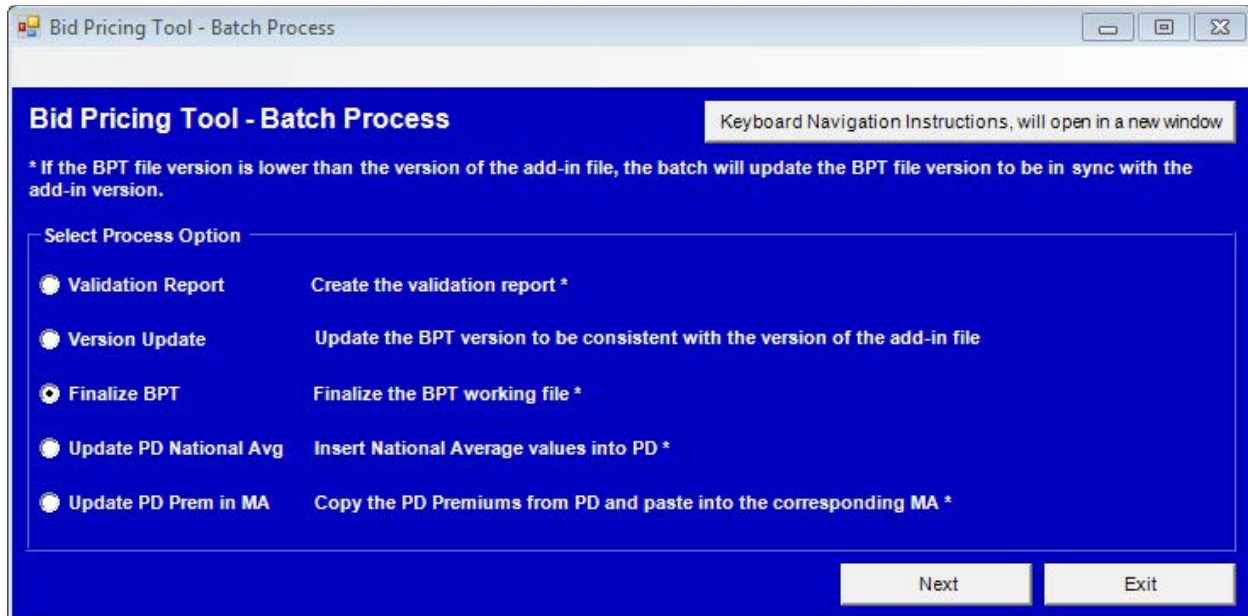 Bid Pricing Tool - Batch Process
Bid Pricing Tool - Batch Process
Keyboard Navigation Instructions, will open in a new window
* If the BPT file version is lower than the version of the add-in file, the batch will update the BPT file version to be in sync with the
add-in version.
Select Process Option
Validation Report Create the validation report *
Version Update Update the BPT version to be consistent with the version of the add-in file
Finalize BPT Finalize the BPT working file *
Update PD National Avg Insert National Average values into PD *
Update PD Prem in MA Copy the PD Premiums from PD and paste into the corresponding MA *
Next Exit